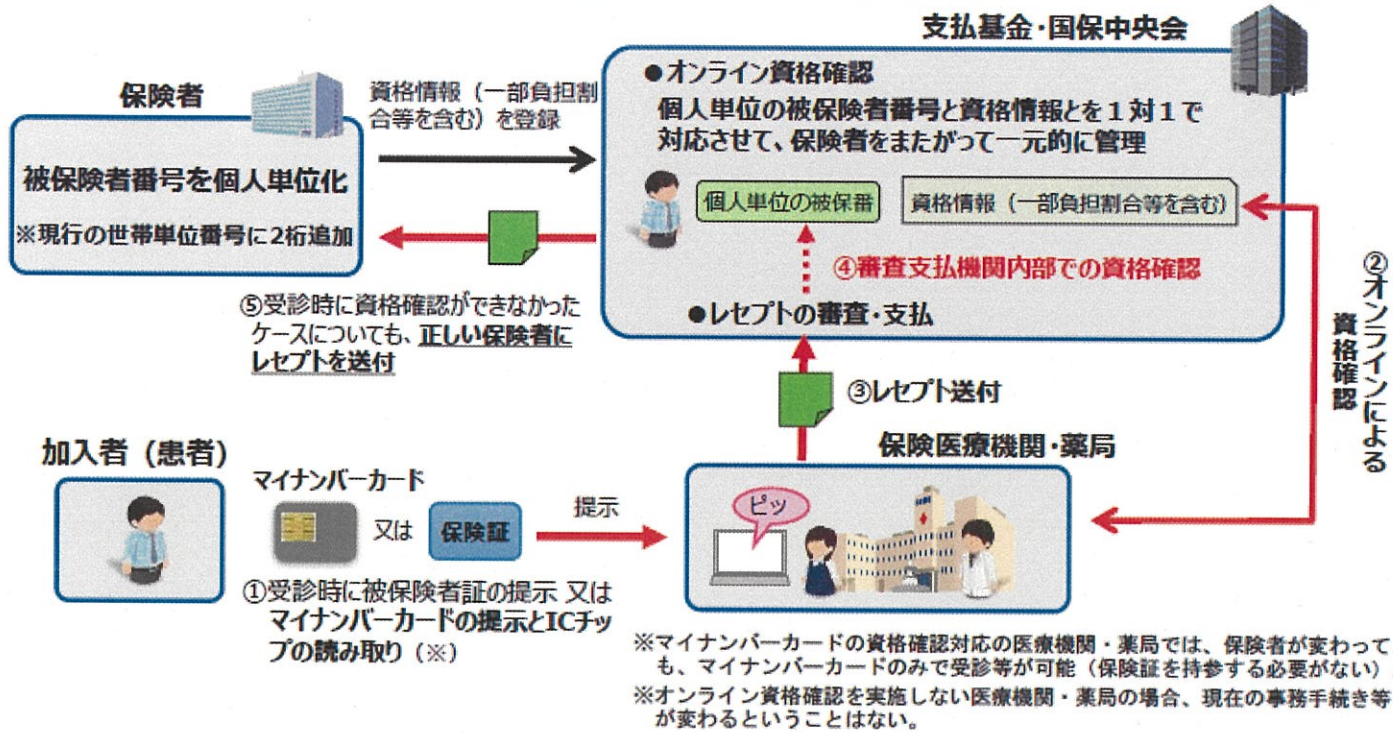 支払基金・国保中央会
●オンライン資格確認
個人単位の被保険者番号と資格情報とを１対１で
対応させて、保険者をまたがって一元的に管理
個人単位の被保番
資格情報（一部負担割合等を含む）
④審査支払機関内部での資格確認
●レセプトの審査・支払
保険者
被保険者番号を個人単位化
※現行の世帯単位番号に2桁追加
資格情報（一部負担割
合等を含む）を登録
⑤受診時に資格確認ができなかった
ケースについても、正しい保険者に
レセプトを送付
②オンラインによる
資格確認
③レセプト送付
保険医療機関・薬局
ピッ
加入者（患者）
マイナンバーカード
又は
保険証
提示
①受診時に被保険者証の提示 又は
マイナンバーカードの提示とICチッ
プの読み取り（※）
※マイナンバーカードの資格確認対応の医療機関・薬局では、保険者が変わって
も、マイナンバーカードのみで受診等が可能（保険証を持参する必要がない）
※オンライン資格確認を実施しない医療機関・薬局の場合、現在の事務手続き等
が変わるということはない。